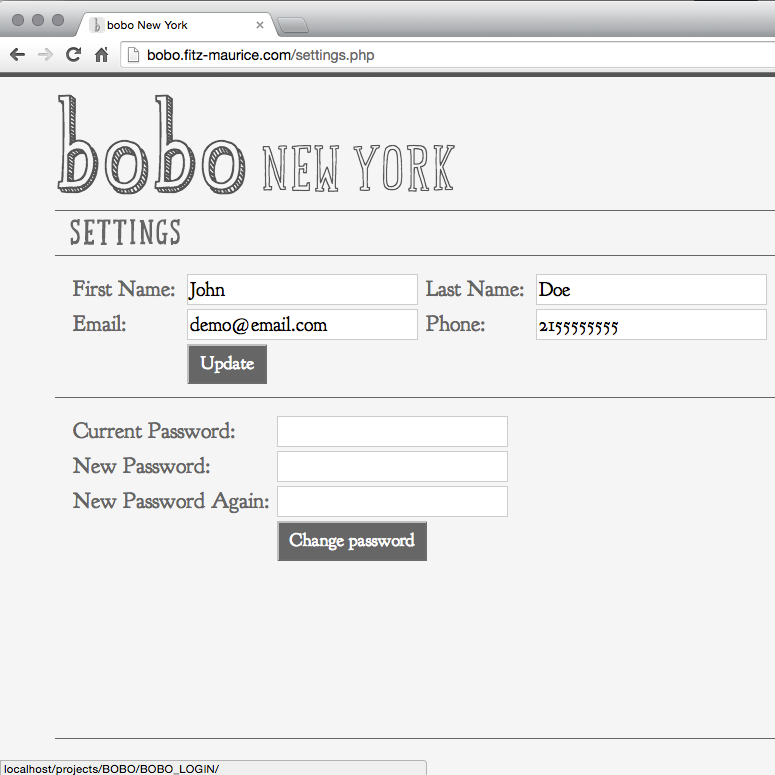 bobo New York
bobo.fitz-maurice.com/settings.php
bobo NEW YORK
SETTINGS
First Name: John Last Name: Doe
Email: demo@email.com Phone: 2155555555
Update
Current Password:
New Password:
New Password Again:
Change password
localhost/projects/BOBO/BOBO_LOGIN/